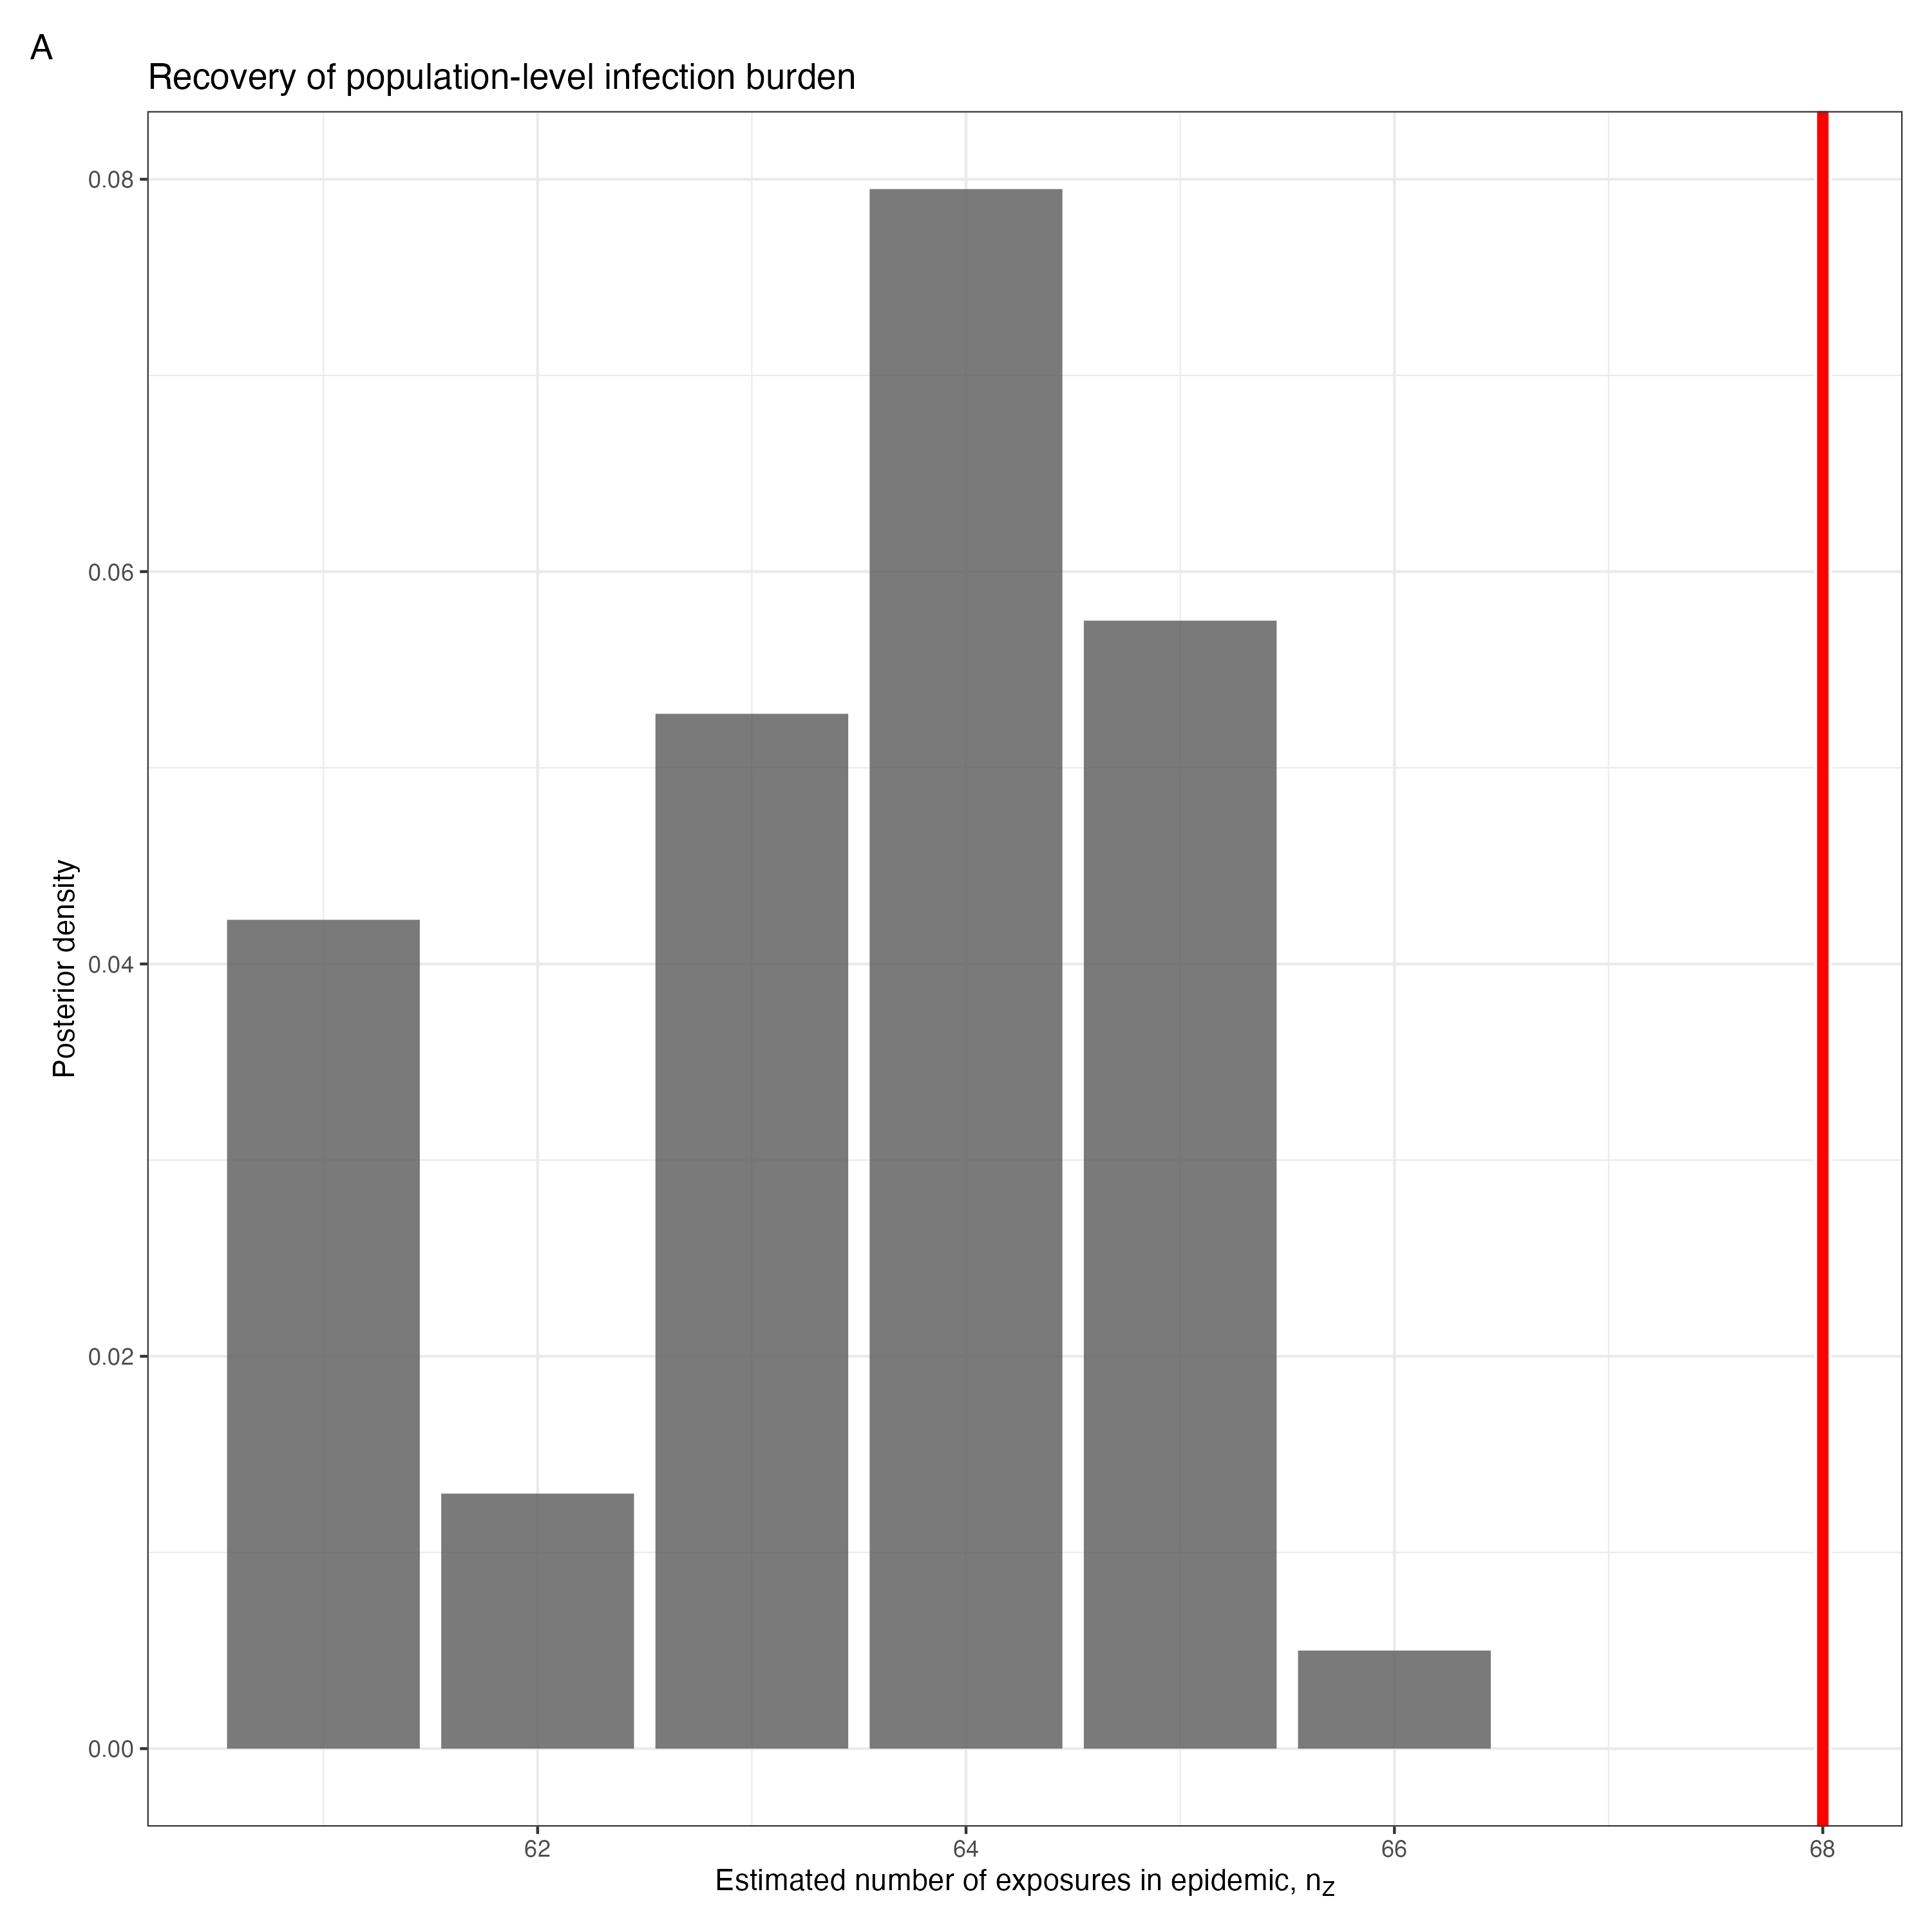 A
Recovery of population-level infection burden
Posterior density
0.08
0.06
0.04
0.02
0.00
62
64
66
68
Estimated number of exposures in epidemic, nZ